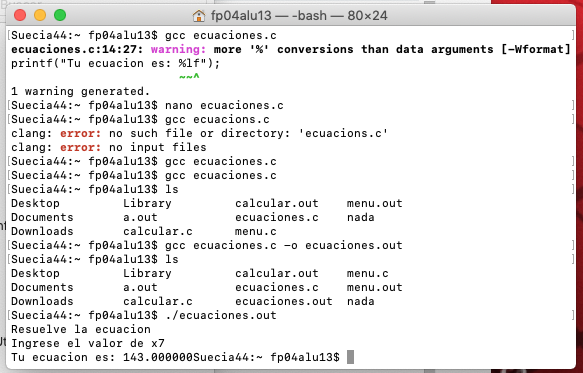 fp04alu13 — -bash — 80×24
[Suecia44:~ fp04alu13$ gcc ecuaciones.c ]
ecuaciones.c:14:27: warning: more '%' conversions than data arguments [-Wformat]
printf("Tu ecuacion es: %lf");
~~^
1 warning generated.
[Suecia44:~ fp04alu13$ nano ecuaciones.c ]
[Suecia44:~ fp04alu13$ gcc ecuacions.c ]
clang: error: no such file or directory: 'ecuacions.c'
clang: error: no input files
[Suecia44:~ fp04alu13$ gcc ecuaciones.c ]
[Suecia44:~ fp04alu13$ gcc ecuaciones.c ]
[Suecia44:~ fp04alu13$ ls ]
Desktop Library calcular.out menu.out
Documents a.out ecuaciones.c nada
Downloads calcular.c menu.c
[Suecia44:~ fp04alu13$ gcc ecuaciones.c -o ecuaciones.out ]
[Suecia44:~ fp04alu13$ ls ]
Desktop Library calcular.out menu.c
Documents a.out ecuaciones.c menu.out
Downloads calcular.c ecuaciones.out nada
[Suecia44:~ fp04alu13$ ./ecuaciones.out ]
Resuelve la ecuacion
Ingrese el valor de x7
Tu ecuacion es: 143.000000Suecia44:~ fp04alu13$